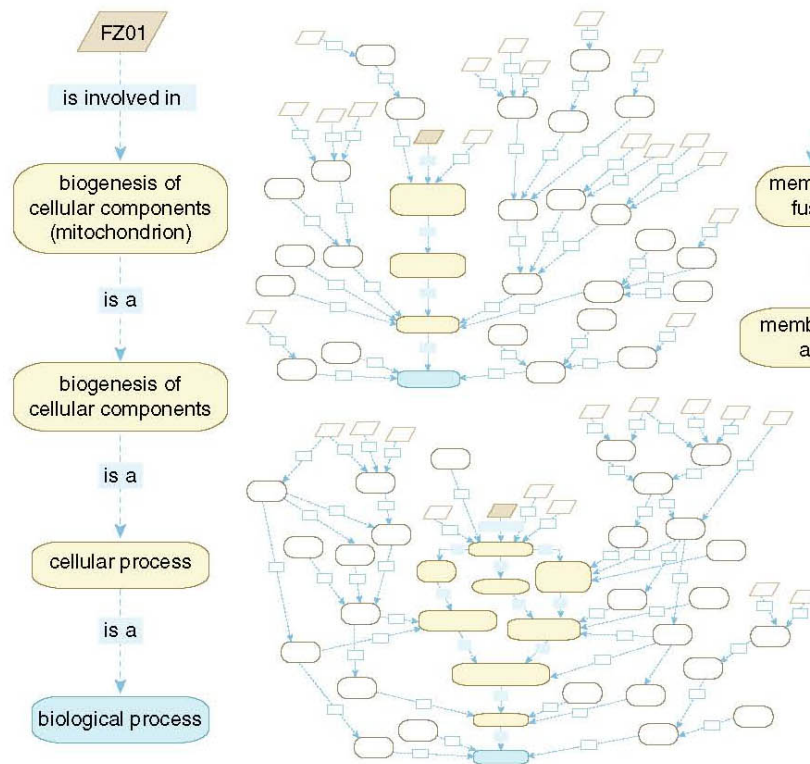 FZ01
is involved in
biogenesis of
cellular components
(mitochondrion)
is a
biogenesis of
cellular components
is a
cellular process
is a
biological process